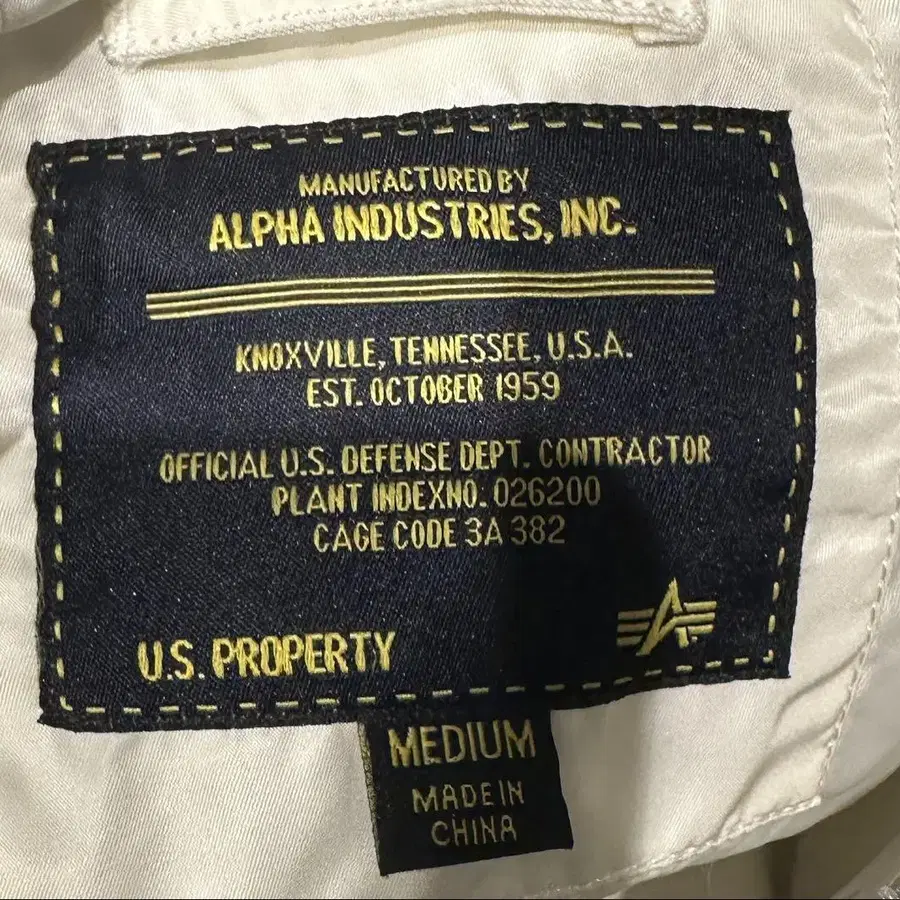 MANUFACTURED BY
ALPHA INDUSTRIES, INC.
KNOXVILLE, TENNESSEE, U.S.A.
EST. OCTOBER 1959
OFFICIAL U.S. DEFENSE DEPT. CONTRACTOR
PLANT INDEXNO. 026200
CAGE CODE 3A 382
U.S. PROPERTY
MEDIUM
MADE IN
CHINA